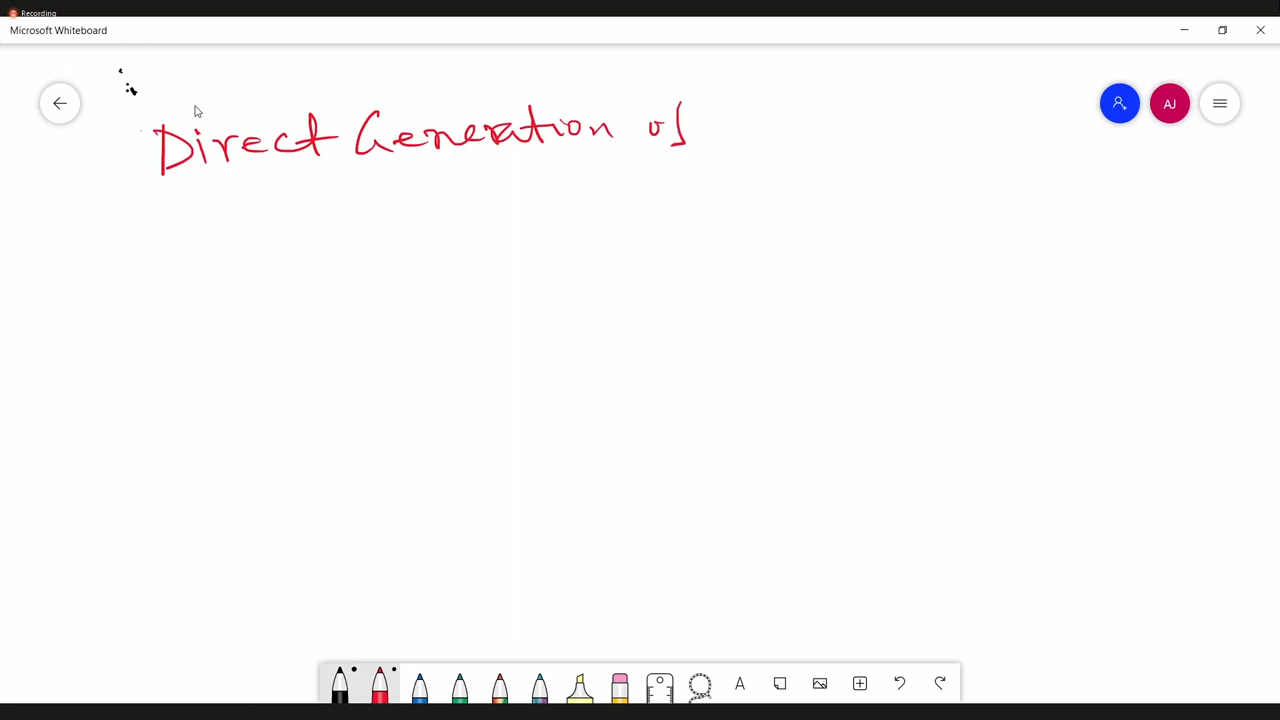 Recording
Microsoft Whiteboard
AJ
Direct Generation of
A